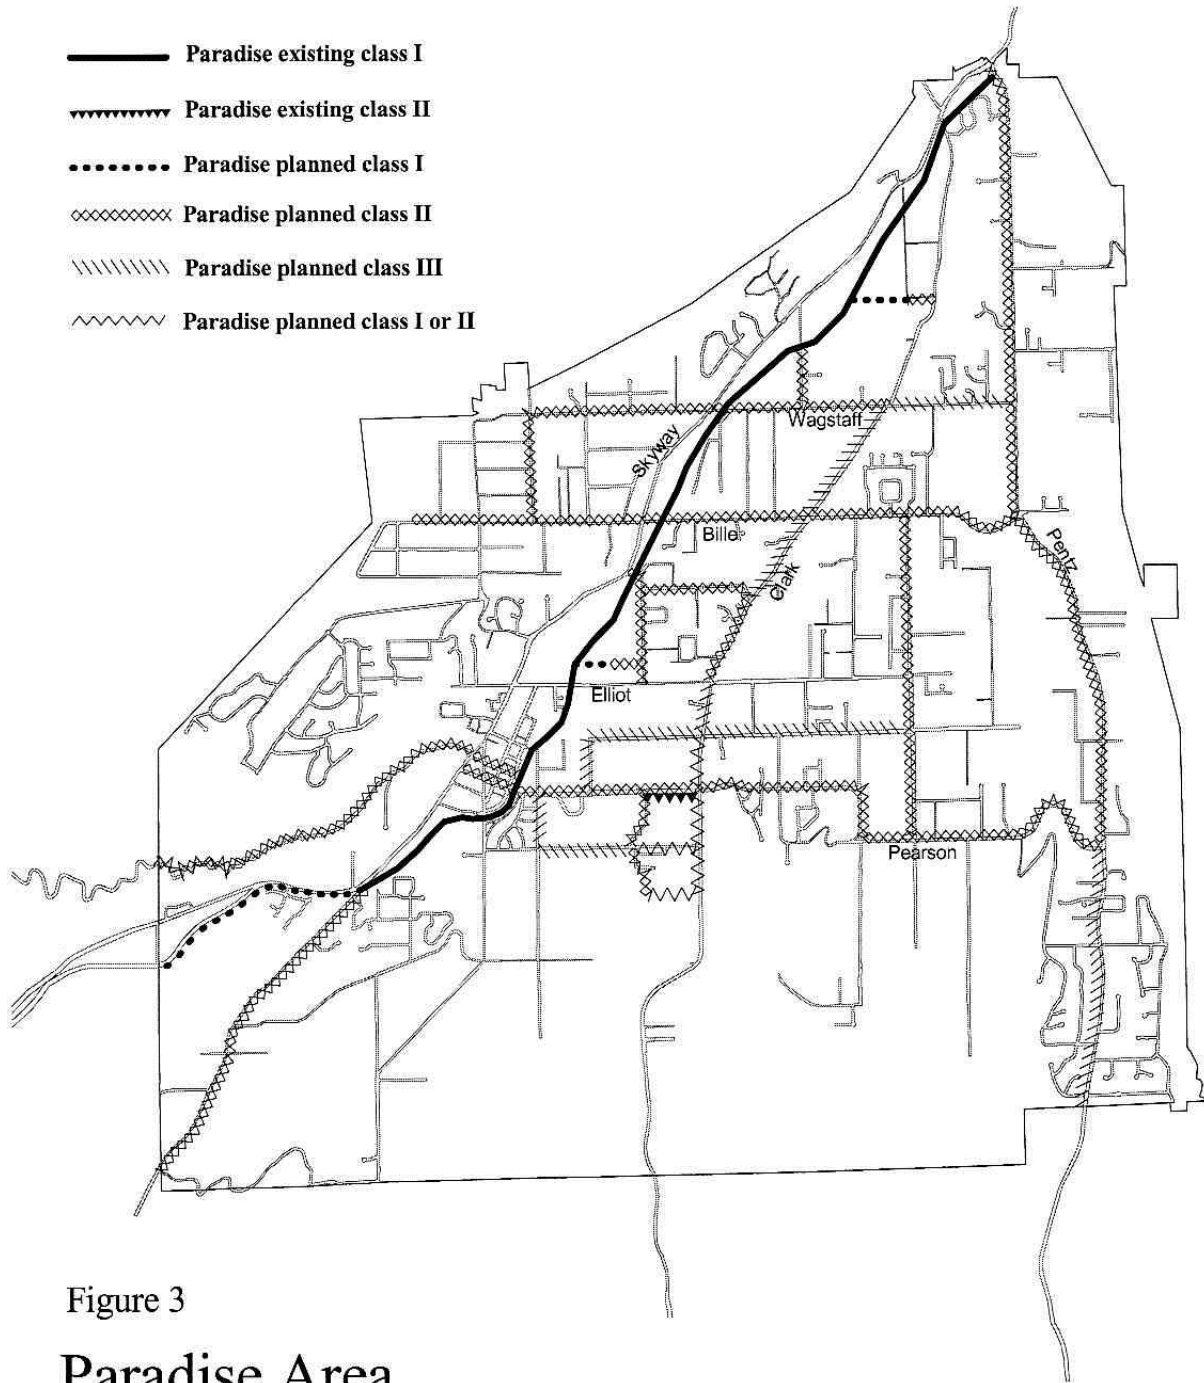 Paradise existing class I
Paradise existing class II
Paradise planned class I
Paradise planned class II
Paradise planned class III
Paradise planned class I or II
Skyway
Wagstaff
Bille
Pentz
Clark
Elliot
Pearson
Figure 3
Paradise Area